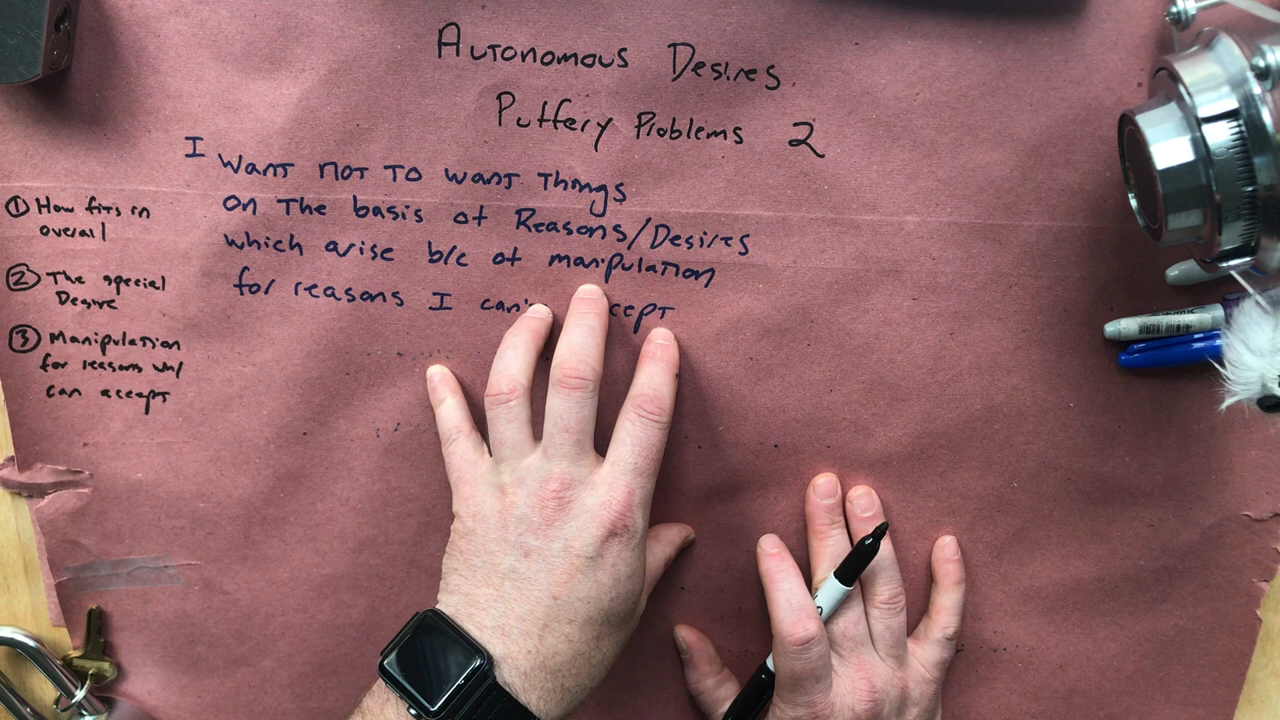 Autonomous Desires
Puffery Problems 2
I want not to want things
on the basis of Reasons/Desires
which arise b/c of manipulation
for reasons I
① How fits in
overall
② The special
Desire
③ Manipulation
for reasons w/
can accept